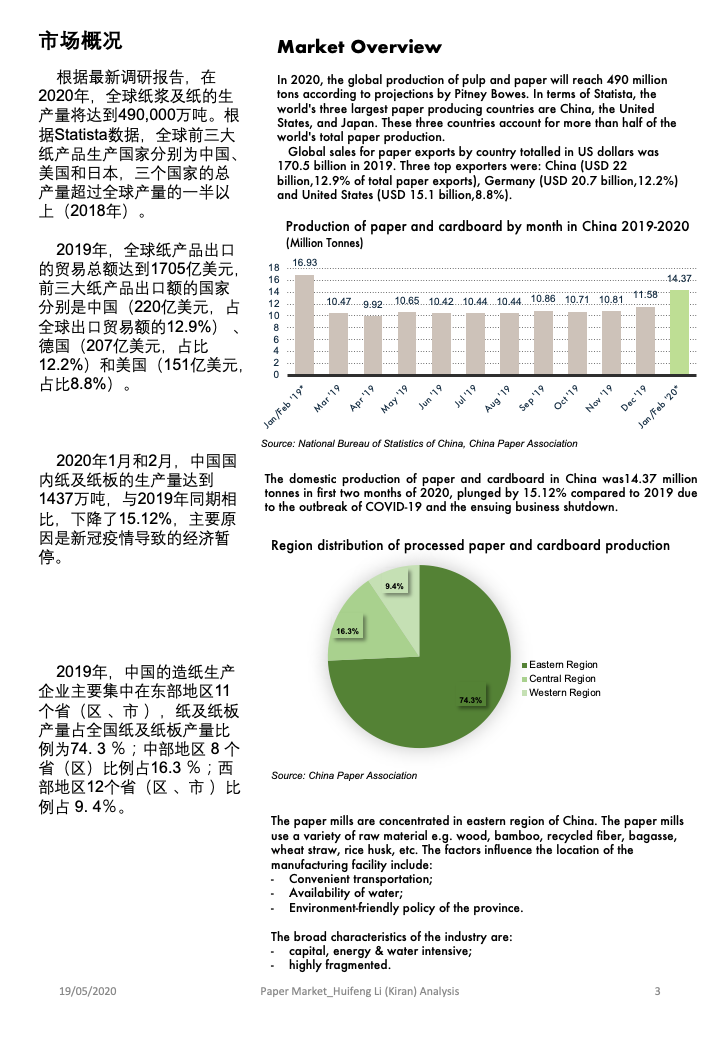 市场概况
根据最新调研报告，在
2020年，全球纸浆及纸的生
产量将达到490,000万吨。根
据Statista数据，全球前三大
纸产品生产国家分别为中国、
美国和日本，三个国家的总
产量超过全球产量的一半以
上（2018年）。
2019年，全球纸产品出口
的贸易总额达到1705亿美元，
前三大纸产品出口额的国家
分别是中国（220亿美元，占
全球出口贸易额的12.9%）、
德国（207亿美元，占比
12.2%）和美国（151亿美元，
占比8.8%）。
2020年1月和2月，中国国
内纸及纸板的生产量达到
1437万吨，与2019年同期相
比，下降了15.12%，主要原
因是新冠疫情导致的经济暂
停。
2019年，中国的造纸生产
企业主要集中在东部地区11
个省（区 、市 ），纸及纸板
产量占全国纸及纸板产量比
例为74. 3 %；中部地区 8 个
省（区）比例占16.3 %；西
部地区12个省（区 、市 ）比
例占 9. 4%。
Market Overview
In 2020, the global production of pulp and paper will reach 490 million
tons according to projections by Pitney Bowes. In terms of Statista, the
world's three largest paper producing countries are China, the United
States, and Japan. These three countries account for more than half of the
world's total paper production.
Global sales for paper exports by country totalled in US dollars was
170.5 billion in 2019. Three top exporters were: China (USD 22
billion,12.9% of total paper exports), Germany (USD 20.7 billion,12.2%)
and United States (USD 15.1 billion,8.8%).
Production of paper and cardboard by month in China 2019-2020
(Million Tonnes)
18
16
14
12
10
8
6
4
2
0
16.93
10.47
9.92
10.65
10.42
10.44
10.44
10.86
10.71
10.81
11.58
14.37
Jan/Feb '19*
Mar '19
Apr '19
May '19
Jun '19
Jul '19
Aug '19
Sep '19
Oct '19
Nov '19
Dec '19
Jan/Feb '20*
Source: National Bureau of Statistics of China, China Paper Association
The domestic production of paper and cardboard in China was14.37 million
tonnes in first two months of 2020, plunged by 15.12% compared to 2019 due
to the outbreak of COVID-19 and the ensuing business shutdown.
Region distribution of processed paper and cardboard production
9.4%
16.3%
74.3%
Eastern Region
Central Region
Western Region
Source: China Paper Association
The paper mills are concentrated in eastern region of China. The paper mills
use a variety of raw material e.g. wood, bamboo, recycled fiber, bagasse,
wheat straw, rice husk, etc. The factors influence the location of the
manufacturing facility include:
- Convenient transportation;
- Availability of water;
- Environment-friendly policy of the province.
The broad characteristics of the industry are:
- capital, energy & water intensive;
- highly fragmented.
19/05/2020
Paper Market_Huifeng Li (Kiran) Analysis
3